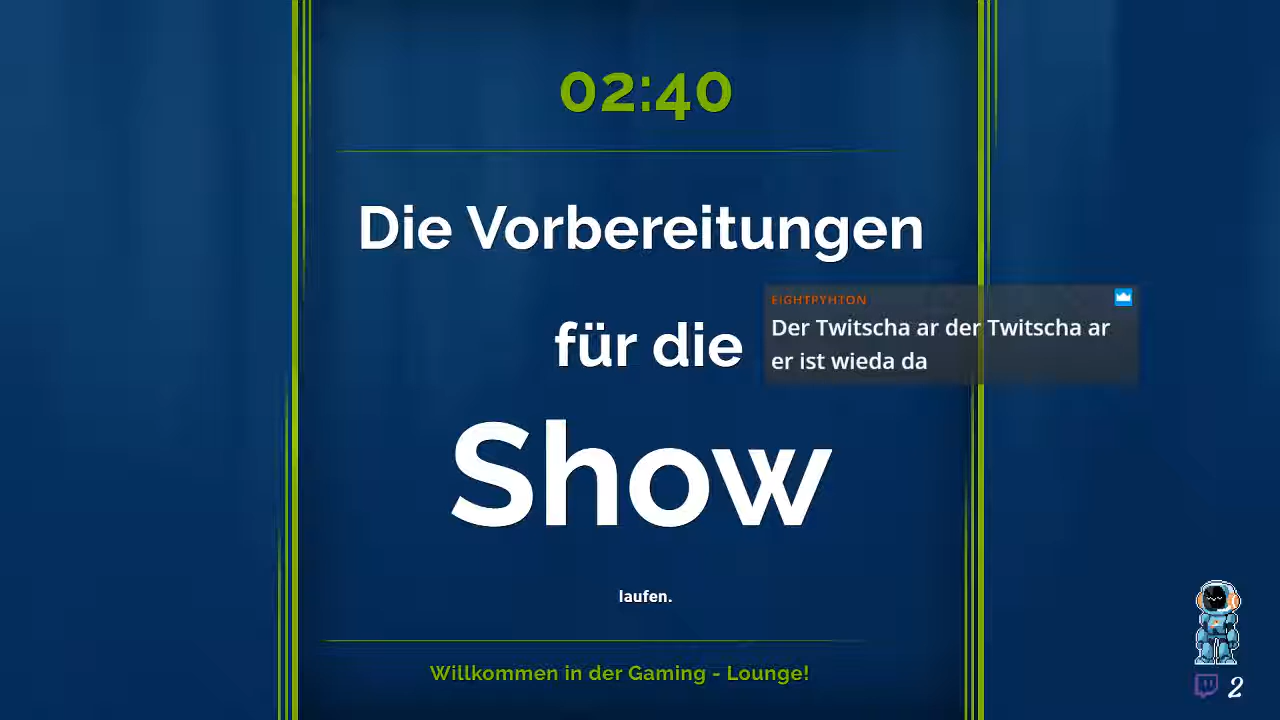 02:40
Die Vorbereitungen
für die
EIGHTPYHTON
Der Twitscha ar der Twitscha ar
er ist wieda da
Show
laufen.
Willkommen in der Gaming - Lounge!
2